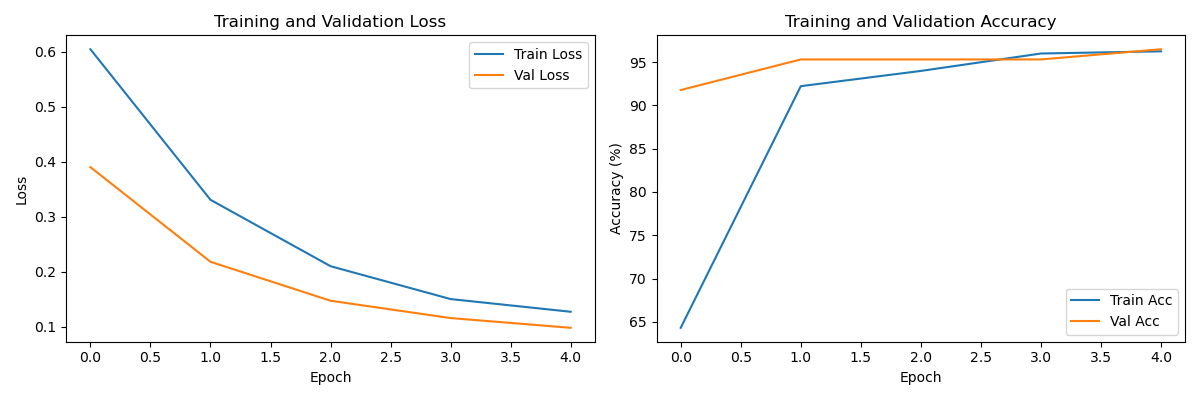 Training and Validation Loss
0.6
0.5
0.4
0.3
0.2
0.1
Loss
Train Loss
Val Loss
0.0 0.5 1.0 1.5 2.0 2.5 3.0 3.5 4.0
Epoch
Training and Validation Accuracy
95
90
85
80
75
70
65
Accuracy (%)
Train Acc
Val Acc
0.0 0.5 1.0 1.5 2.0 2.5 3.0 3.5 4.0
Epoch